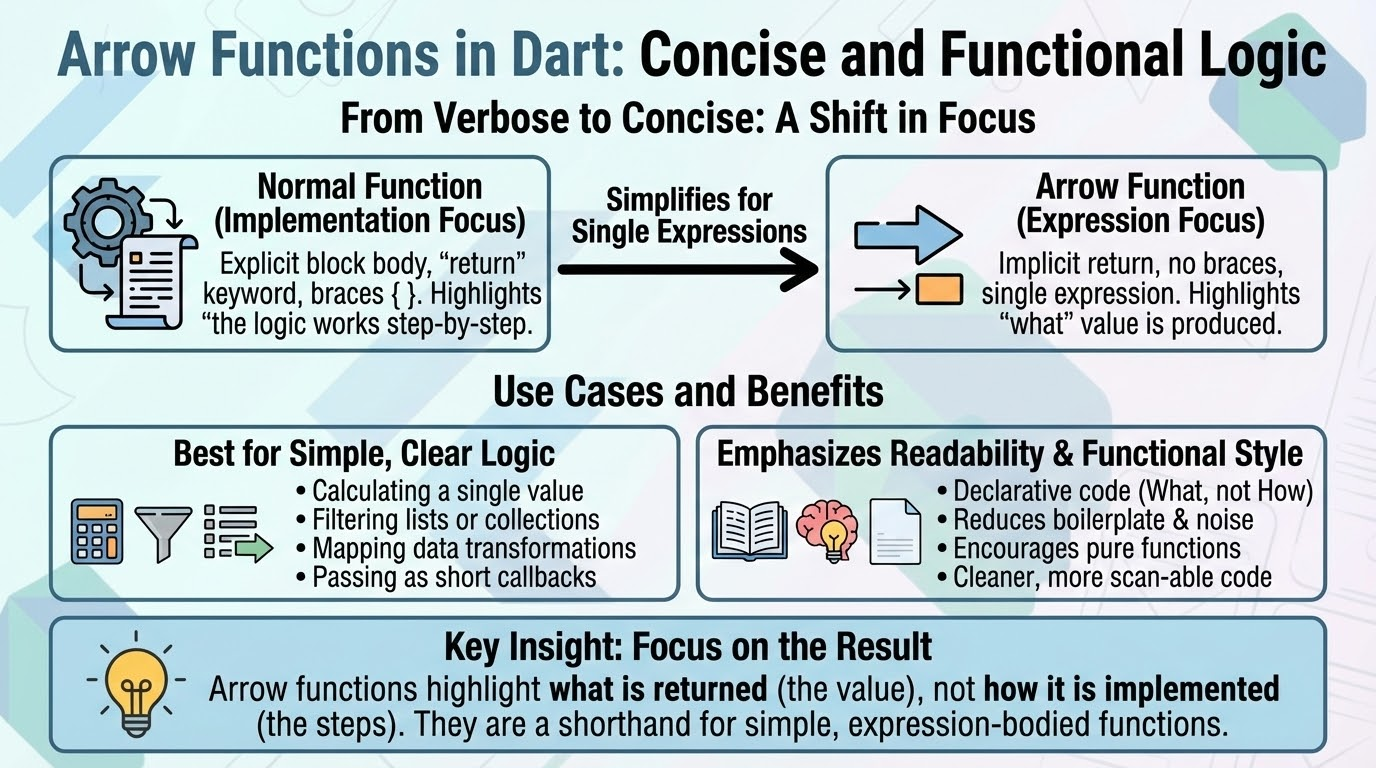 Arrow Functions in Dart: Concise and Functional Logic
From Verbose to Concise: A Shift in Focus
Normal Function
(Implementation Focus)
Explicit block body, “return”
keyword, braces { }. Highlights
“the logic works step-by-step.
Simplifies for
Single Expressions
Arrow Function
(Expression Focus)
Implicit return, no braces,
single expression. Highlights
“what” value is produced.
Use Cases and Benefits
Best for Simple, Clear Logic
• Calculating a single value
• Filtering lists or collections
• Mapping data transformations
• Passing as short callbacks
Emphasizes Readability & Functional Style
• Declarative code (What, not How)
• Reduces boilerplate & noise
• Encourages pure functions
• Cleaner, more scan-able code
Key Insight: Focus on the Result
Arrow functions highlight what is returned (the value), not how it is implemented
(the steps). They are a shorthand for simple, expression-bodied functions.